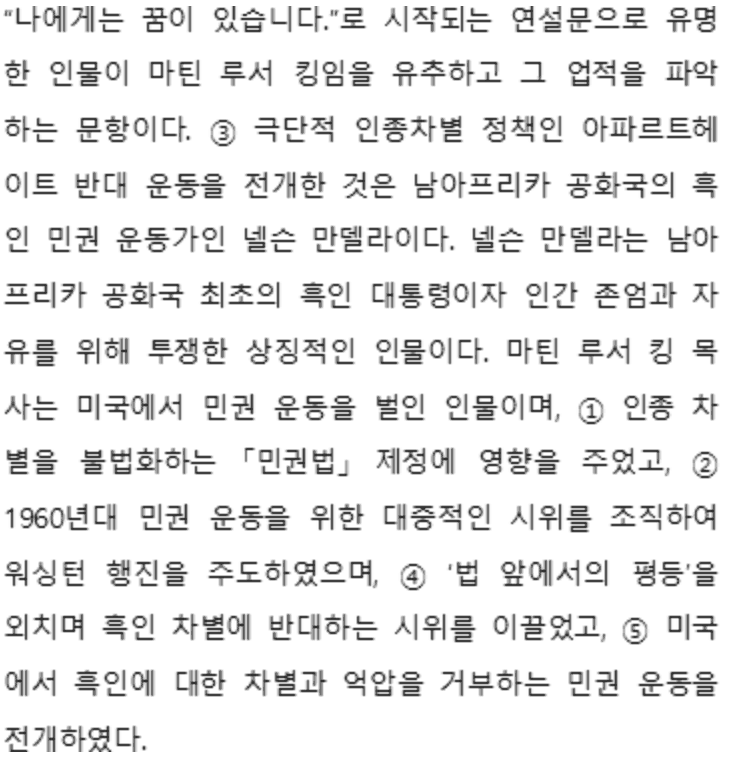 “나에게는 꿈이 있습니다.”로 시작되는 연설문으로 유명
한 인물이 마틴 루서 킹임을 유추하고 그 업적을 파악
하는 문항이다. ③ 극단적 인종차별 정책인 아파르트헤
이트 반대 운동을 전개한 것은 남아프리카 공화국의 흑
인 민권 운동가인 넬슨 만델라이다. 넬슨 만델라는 남아
프리카 공화국 최초의 흑인 대통령이자 인간 존엄과 자
유를 위해 투쟁한 상징적인 인물이다. 마틴 루서 킹 목
사는 미국에서 민권 운동을 벌인 인물이며, ① 인종 차
별을 불법화하는 「민권법」 제정에 영향을 주었고, ②
1960년대 민권 운동을 위한 대중적인 시위를 조직하여
워싱턴 행진을 주도하였으며, ④ ‘법 앞에서의 평등’을
외치며 흑인 차별에 반대하는 시위를 이끌었고, ⑤ 미국
에서 흑인에 대한 차별과 억압을 거부하는 민권 운동을
전개하였다.